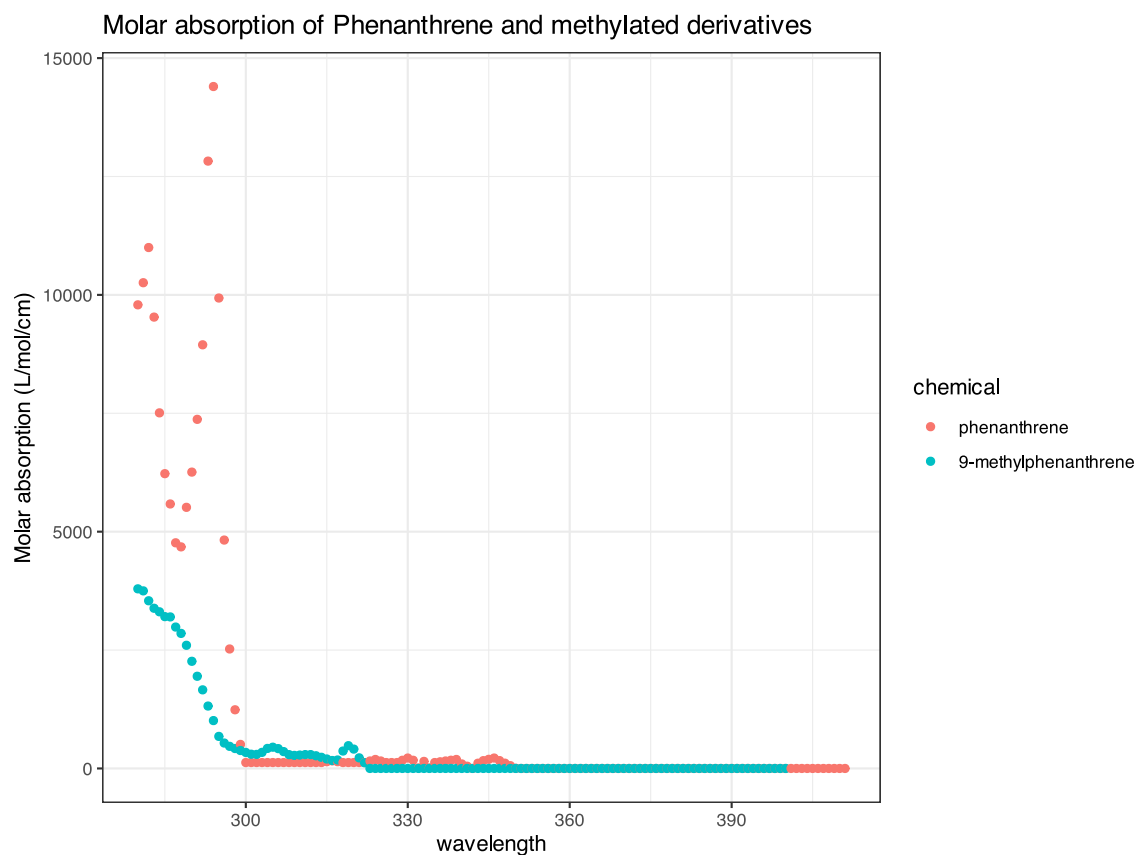 Molar absorption of Phenanthrene and methylated derivatives
15000
10000
5000
0
Molar absorption (L/mol/cm)
300
330
360
390
wavelength
chemical
phenanthrene
9-methylphenanthrene